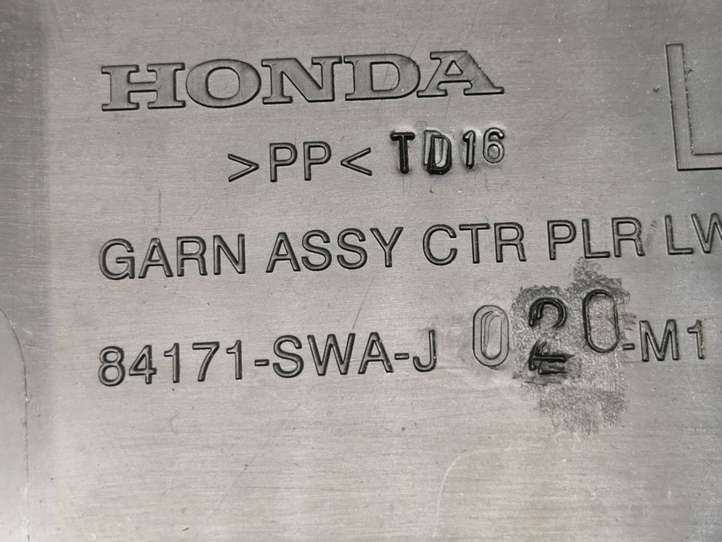 HONDA
>PP< TD16
L
GARN ASSY CTR PLR LW
84171-SWA-J 020-M1